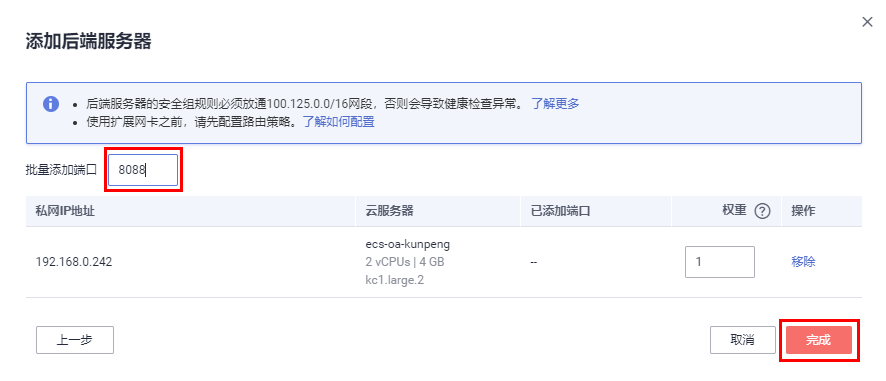 添加后端服务器
后端服务器的安全组规则必须放通100.125.0.0/16网段，否则会导致健康检查异常。 了解更多
使用扩展网卡之前，请先配置路由策略。了解如何配置
批量添加端口 8088
私网IP地址 云服务器 已添加端口 权重 ? 操作
ecs-oa-kunpeng
192.168.0.242 2 vCPUs | 4 GB -- 1 移除
kc1.large.2
上一步 取消 完成